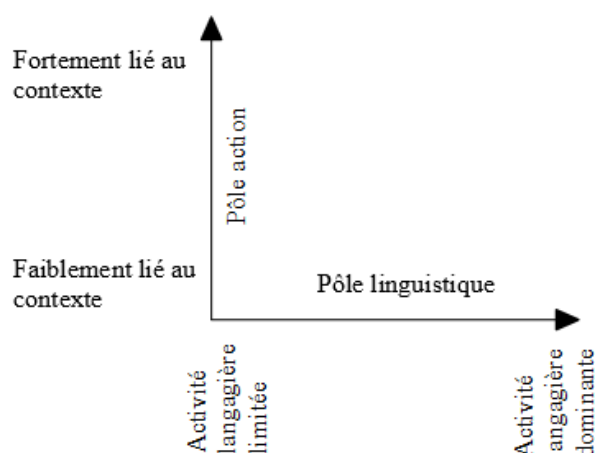 Fortement lié au
contexte
Pôle action
Faiblement lié au
contexte
Pôle linguistique
Activité
langagière
limitée
Activité
angagière
dominante